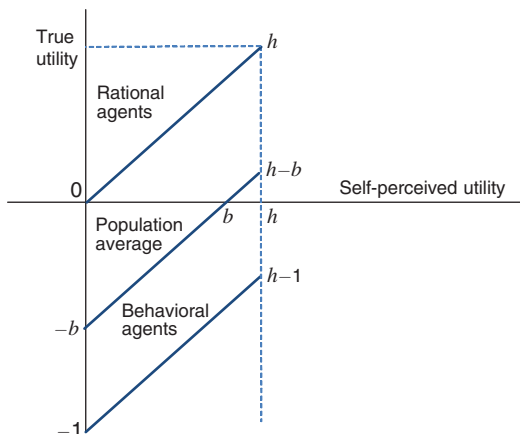 True
utility
h
Rational
agents
h–b
0
Self-perceived utility
b
h
Population
average
h–1
Behavioral
agents
–b
–1